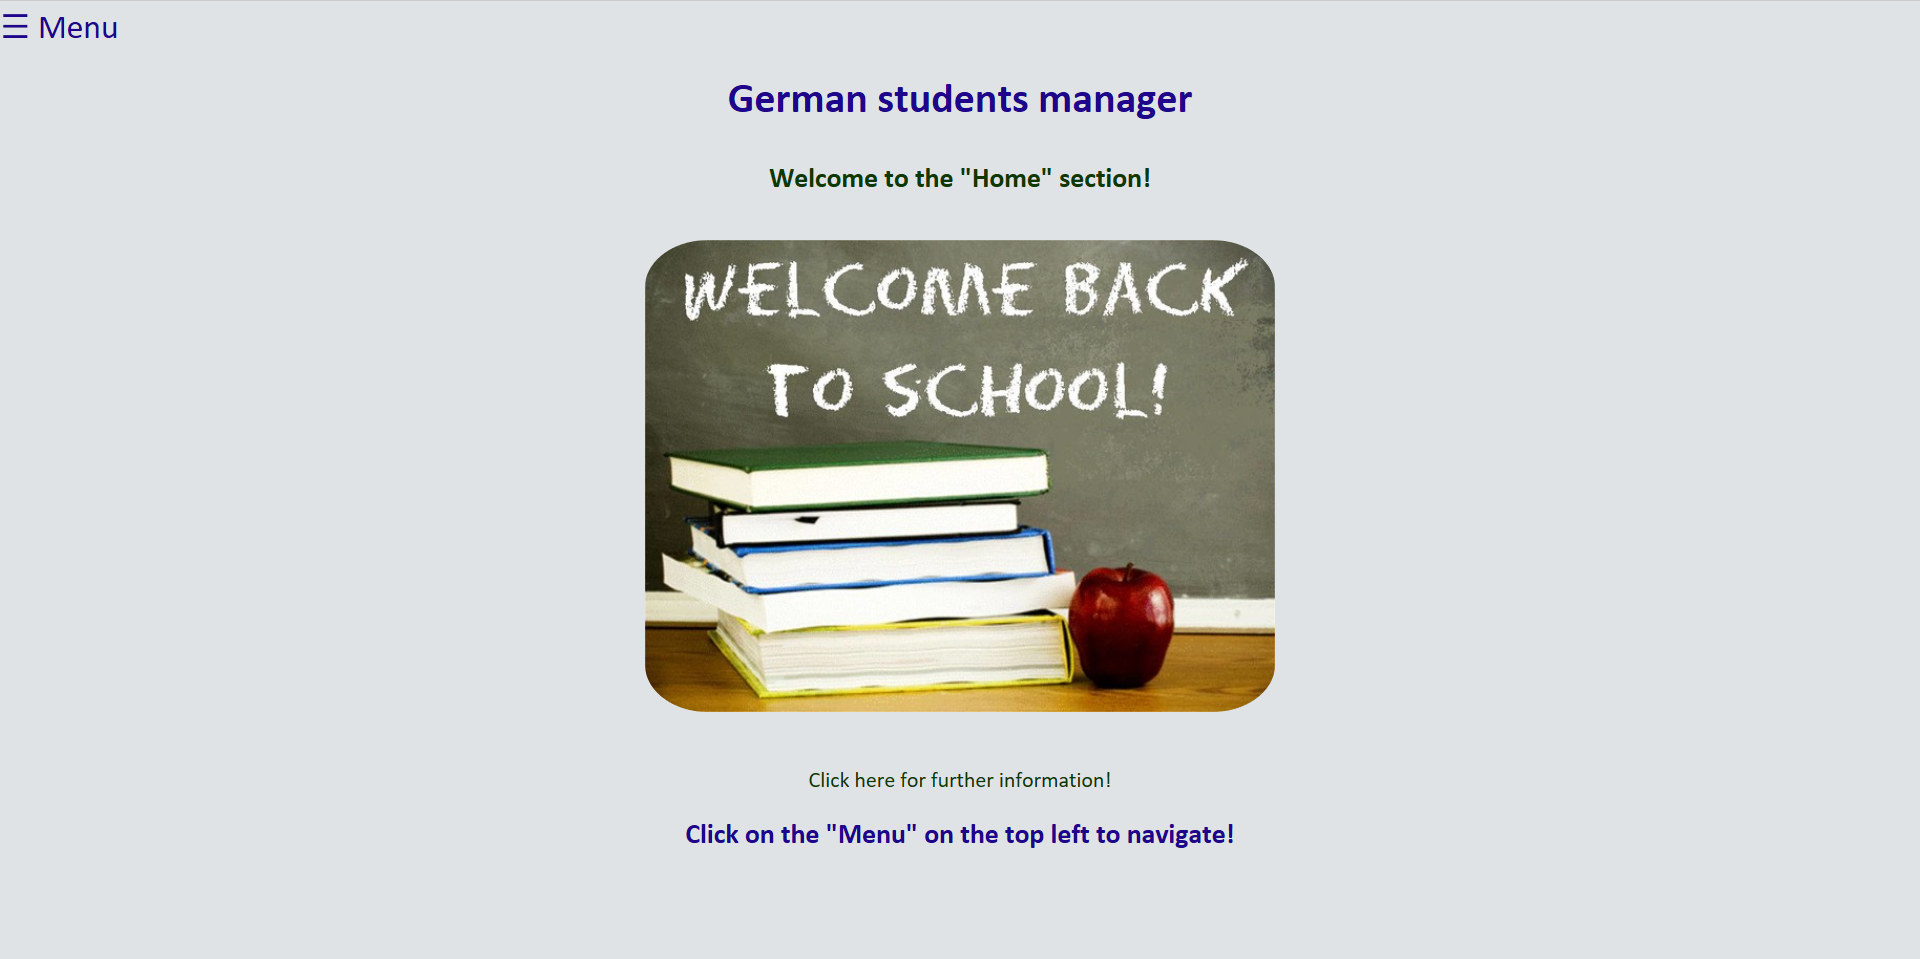 ☰ Menu
German students manager
Welcome to the "Home" section!
WELCOME BACK
TO SCHOOL!
Click here for further information!
Click on the "Menu" on the top left to navigate!